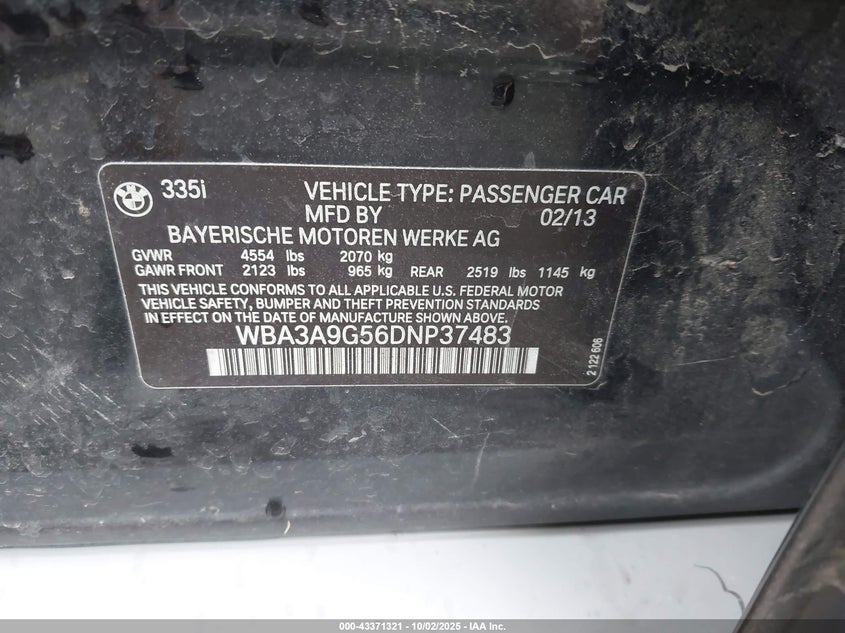 335i VEHICLE TYPE: PASSENGER CAR
MFD BY 02/13
BAYERISCHE MOTOREN WERKE AG
GVWR 4554 lbs 2070 kg
GAWR FRONT 2123 lbs 965 kg REAR 2519 lbs 1145 kg
THIS VEHICLE CONFORMS TO ALL APPLICABLE U.S. FEDERAL MOTOR
VEHICLE SAFETY, BUMPER AND THEFT PREVENTION STANDARDS
IN EFFECT ON THE DATE OF MANUFACTURE SHOWN ABOVE.
WBA3A9G56DNP37483
2 122 606
000-43371321 - 10/02/2025 - IAA Inc.